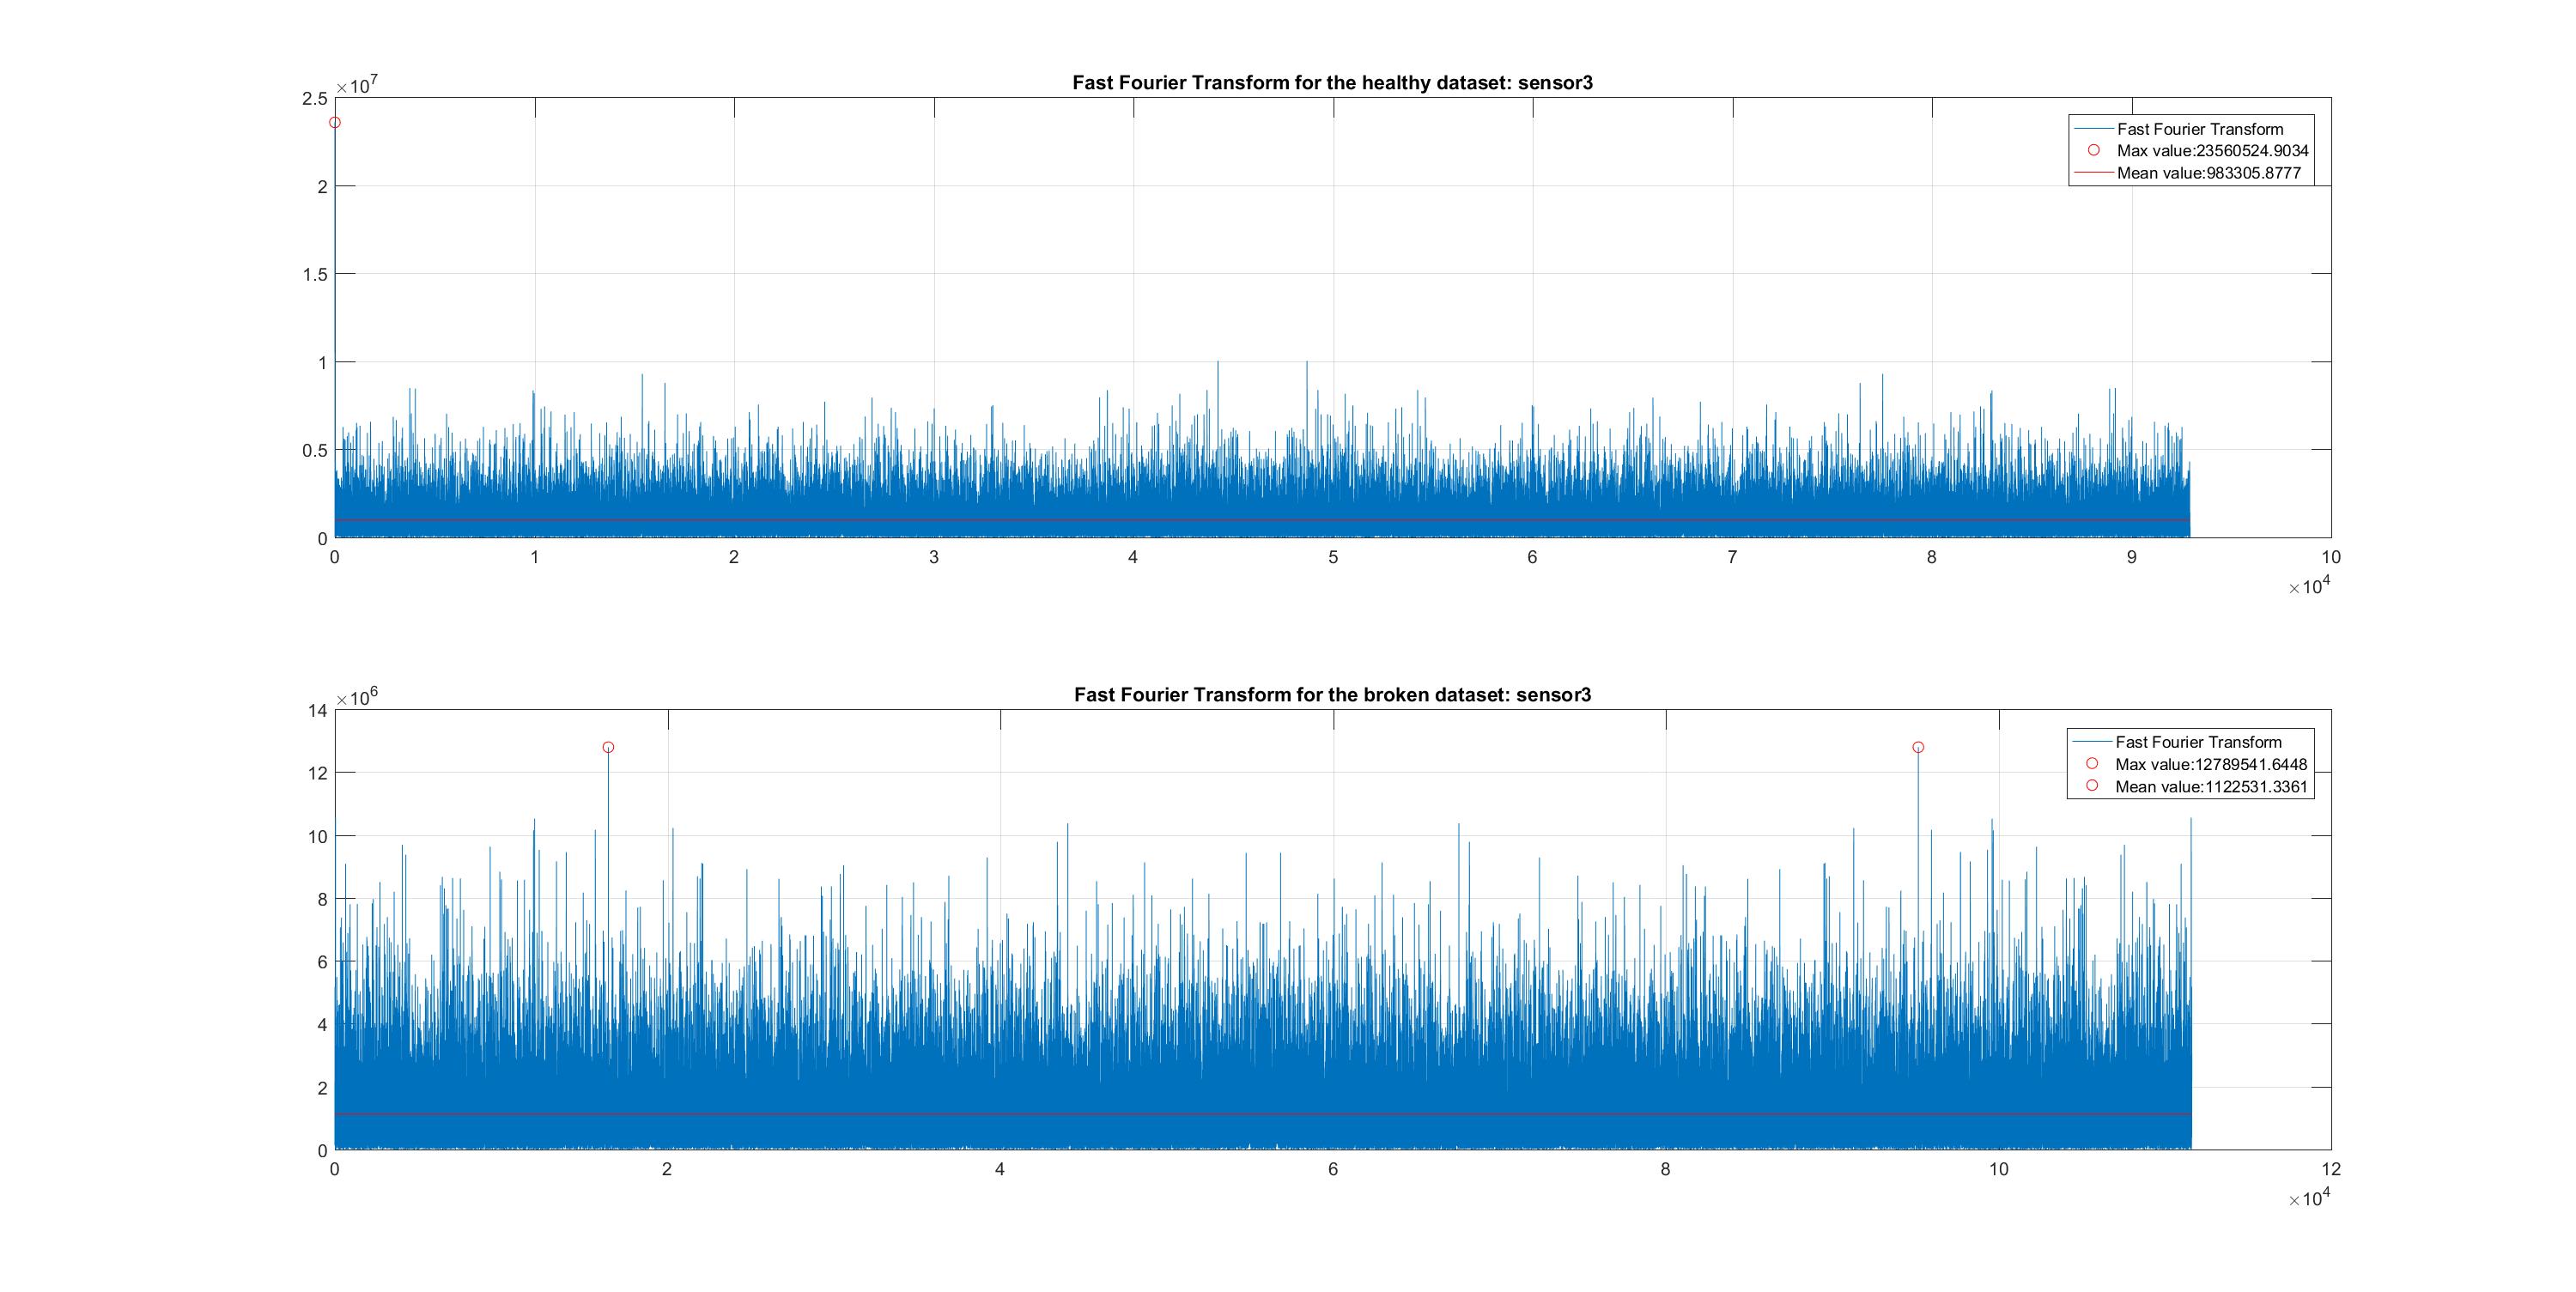 Fast Fourier Transform for the healthy dataset: sensor3
×10^7
2.5
2
1.5
1
0.5
0
Fast Fourier Transform
Max value:23560524.9034
Mean value:983305.8777
0 1 2 3 4 5 6 7 8 9 10
×10^4
Fast Fourier Transform for the broken dataset: sensor3
×10^6
14
12
10
8
6
4
2
0
Fast Fourier Transform
Max value:12789541.6448
Mean value:1122531.3361
0 2 4 6 8 10 12
×10^4